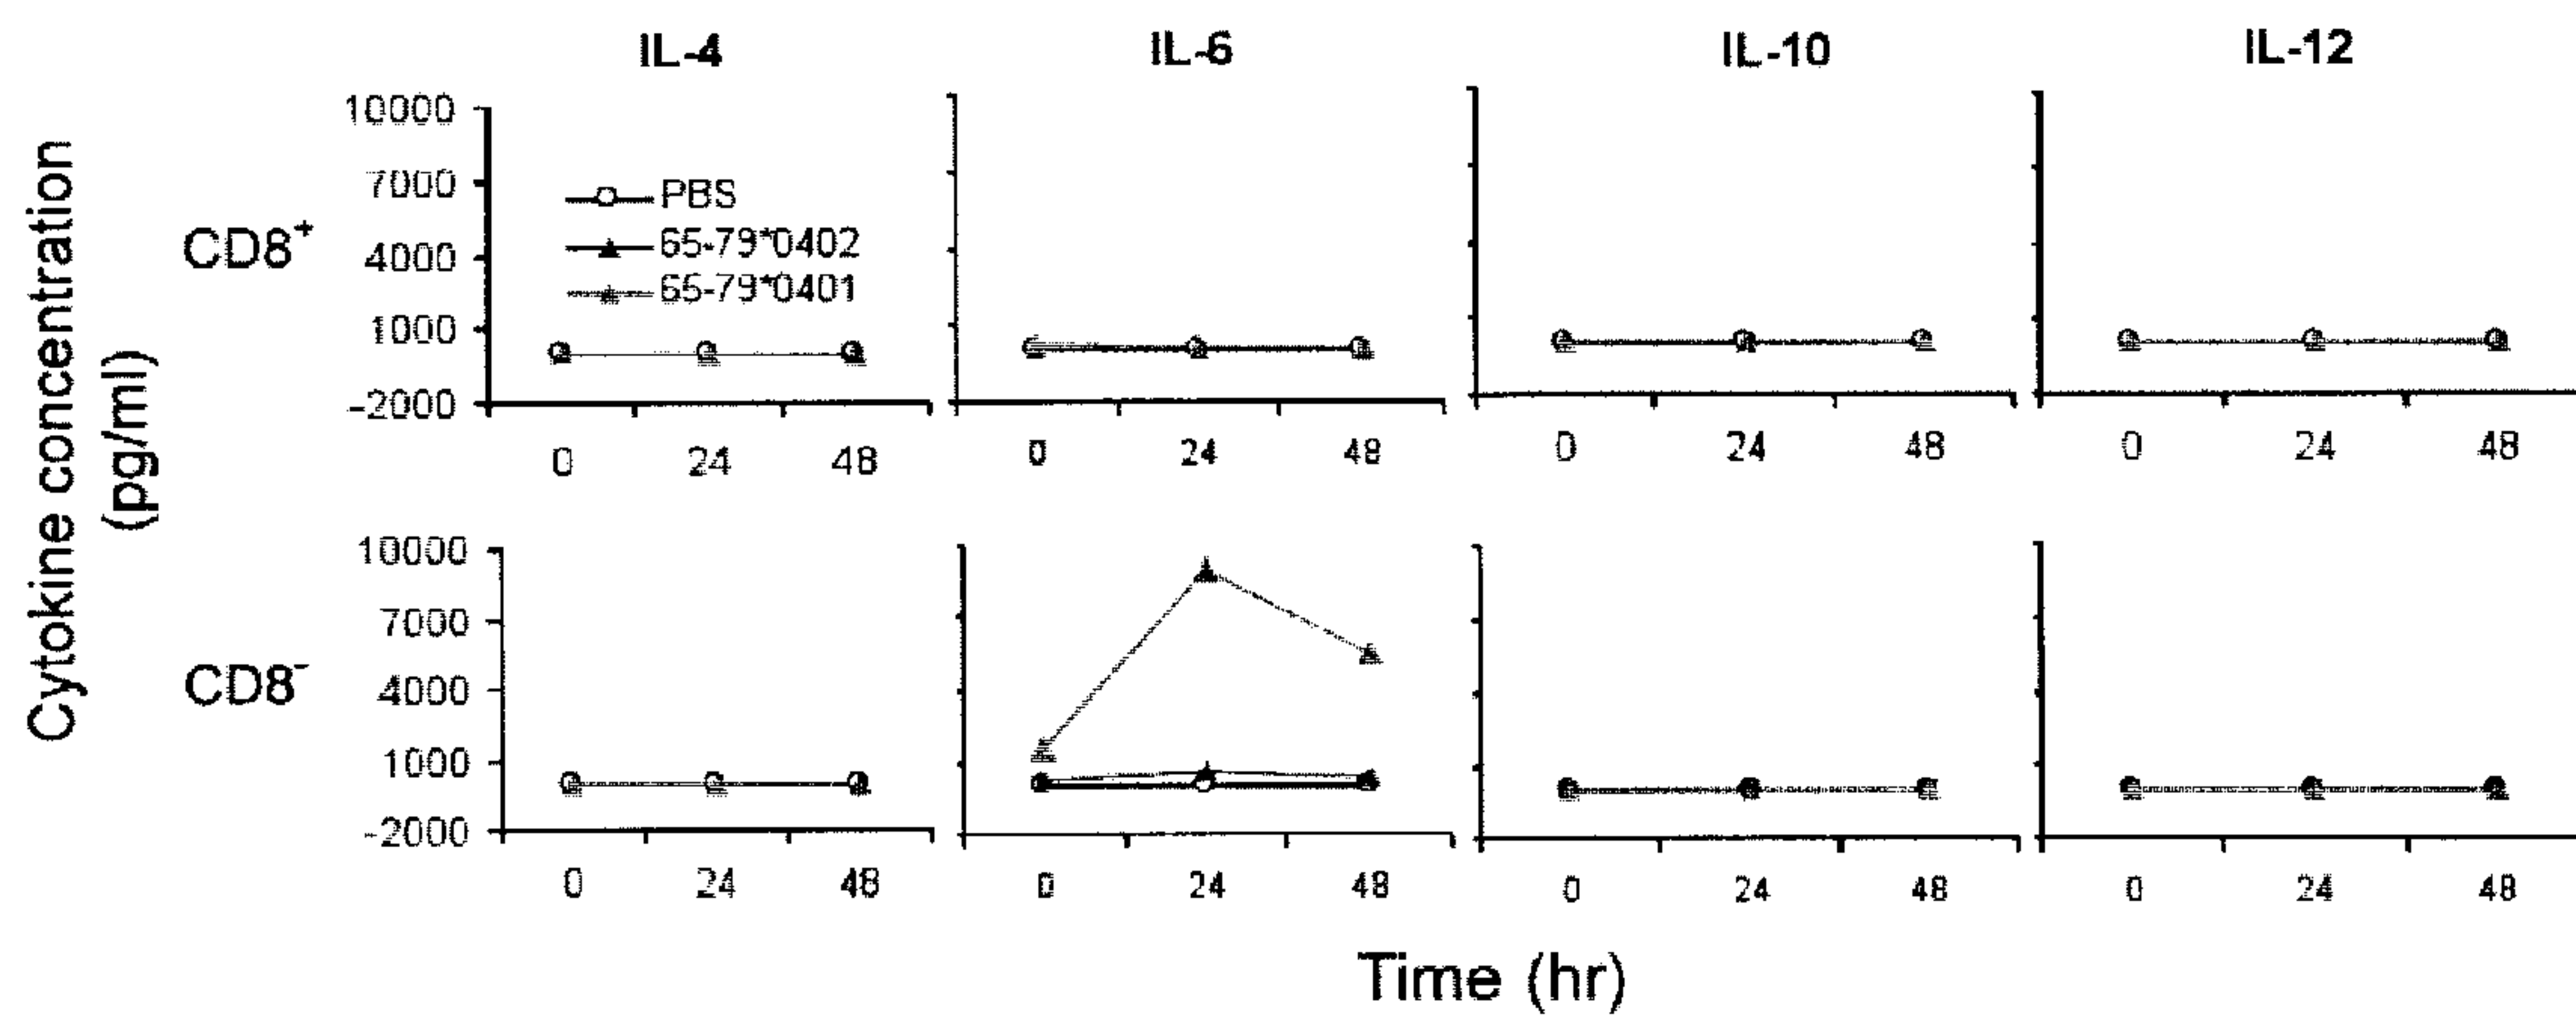 IL-4 IL-6 IL-10 IL-12
Cytokine concentration
(pg/ml)
CD8+
10000
7000
4000
1000
-2000
PBS
65-79*0402
65-79*0401
0 24 48 0 24 48 0 24 48 0 24 48
CD8-
10000
7000
4000
1000
-2000
0 24 48 0 24 48 0 24 48 0 24 48
Time (hr)